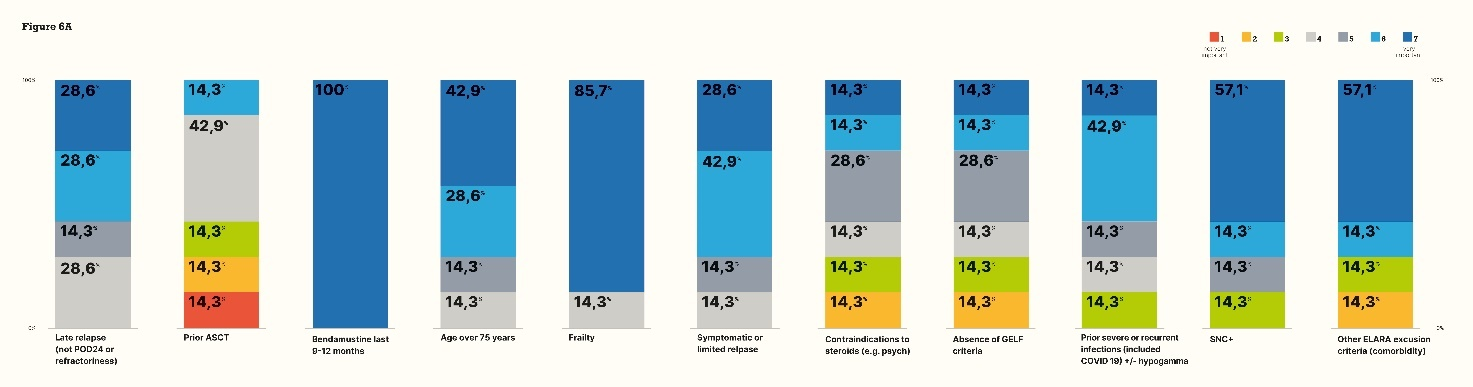 Figure 6A
1 2 3 4 5 6 7
not very important
very important
100%
0%
28,6%
28,6%
14,3%
28,6%
Late relapse
(not POD24 or
refractoriness)
14,3%
42,9%
14,3%
14,3%
14,3%
Prior ASCT
100%
Bendamustine last
9-12 months
42,9%
28,6%
14,3%
14,3%
Age over 75 years
85,7%
14,3%
Frailty
28,6%
42,9%
14,3%
14,3%
Symptomatic or
limited relpase
14,3%
14,3%
28,6%
14,3%
14,3%
14,3%
Contraindications to
steroids (e.g. psych)
14,3%
14,3%
28,6%
14,3%
14,3%
14,3%
Absence of GELF
criteria
14,3%
42,9%
14,3%
14,3%
14,3%
Prior severe or recurrent
infections (included
COVID 19) +/- hypogamma
57,1%
14,3%
14,3%
14,3%
SNC+
57,1%
14,3%
14,3%
14,3%
Other ELARA excusion
criteria (comorbidity)
100%
0%